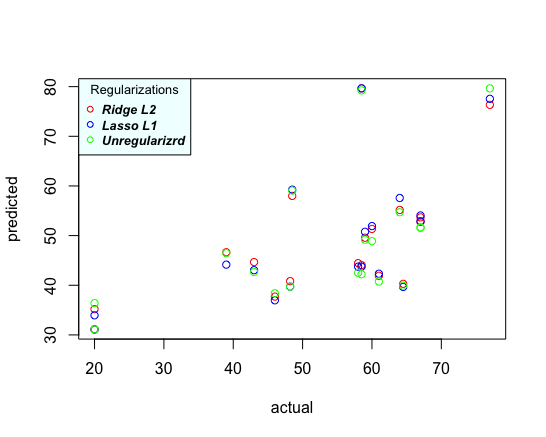 Regularizations
Ridge L2
Lasso L1
Unregularizrd
80
70
60
50
40
30
predicted
20 30 40 50 60 70
actual